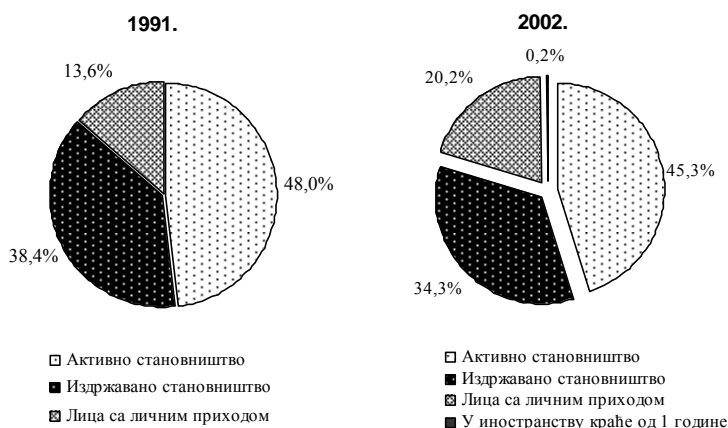 1991.
13,6%
48,0%
38,4%
Активно становништво
Издржавано становништво
Лица са личним приходом
2002.
0,2%
20,2%
45,3%
34,3%
Активно становништво
Издржавано становништво
Лица са личним приходом
У иностранству краће од 1 године